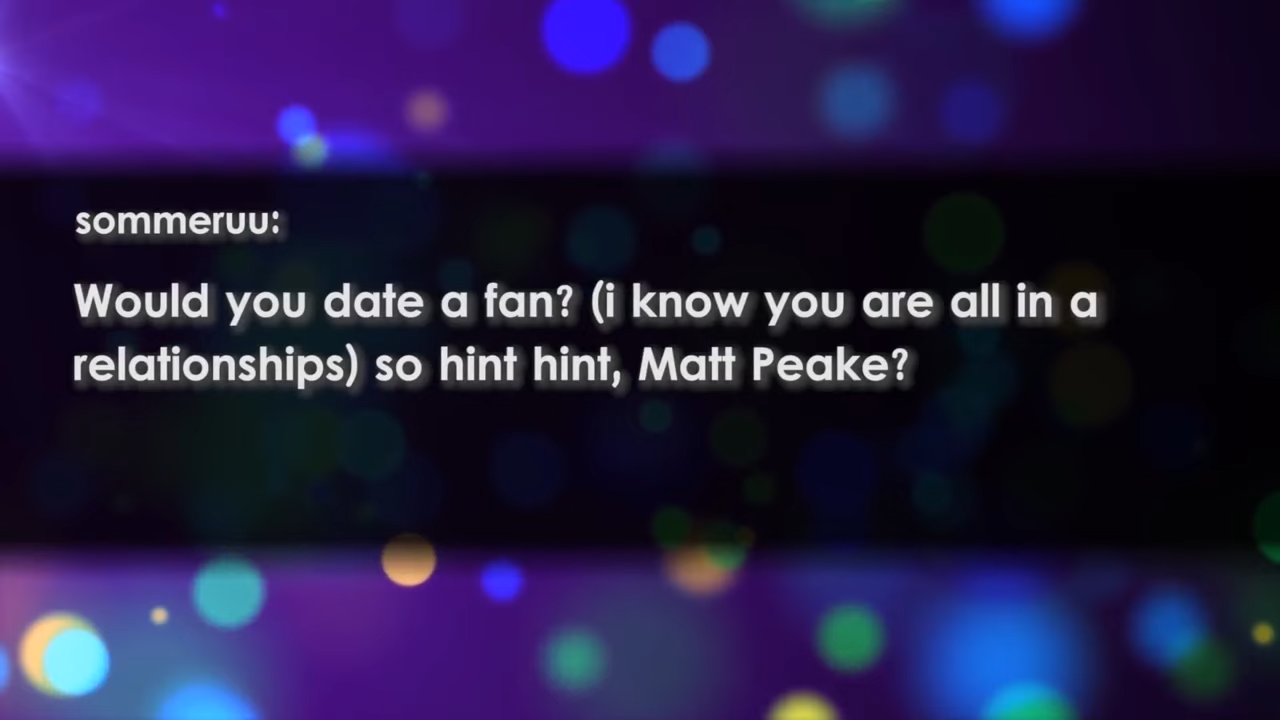 sommeruu:
Would you date a fan? (i know you are all in a
relationships) so hint hint, Matt Peake?